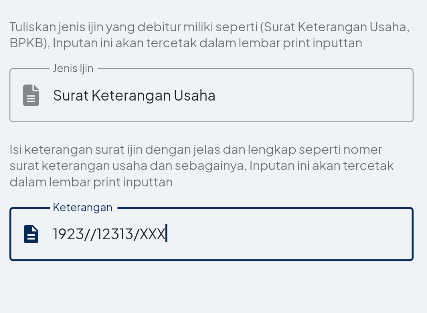 Tuliskan jenis ijin yang debitur miliki seperti (Surat Keterangan Usaha,
BPKB), Inputan ini akan tercetak dalam lembar print inputtan
Jenis Ijin
Surat Keterangan Usaha
Isi keterangan surat ijin dengan jelas dan lengkap seperti nomer
surat keterangan usaha dan sebagainya, Inputan ini akan tercetak
dalam lembar print inputtan
Keterangan
1923//12313/XXX